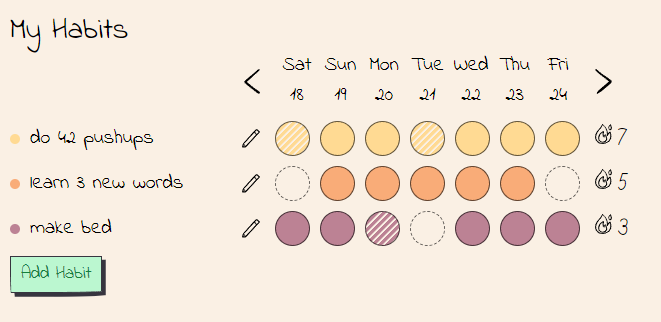 My Habits
Sat Sun Mon Tue Wed Thu Fri
18 19 20 21 22 23 24
do 42 pushups 7
learn 3 new words 5
make bed 3
Add Habit